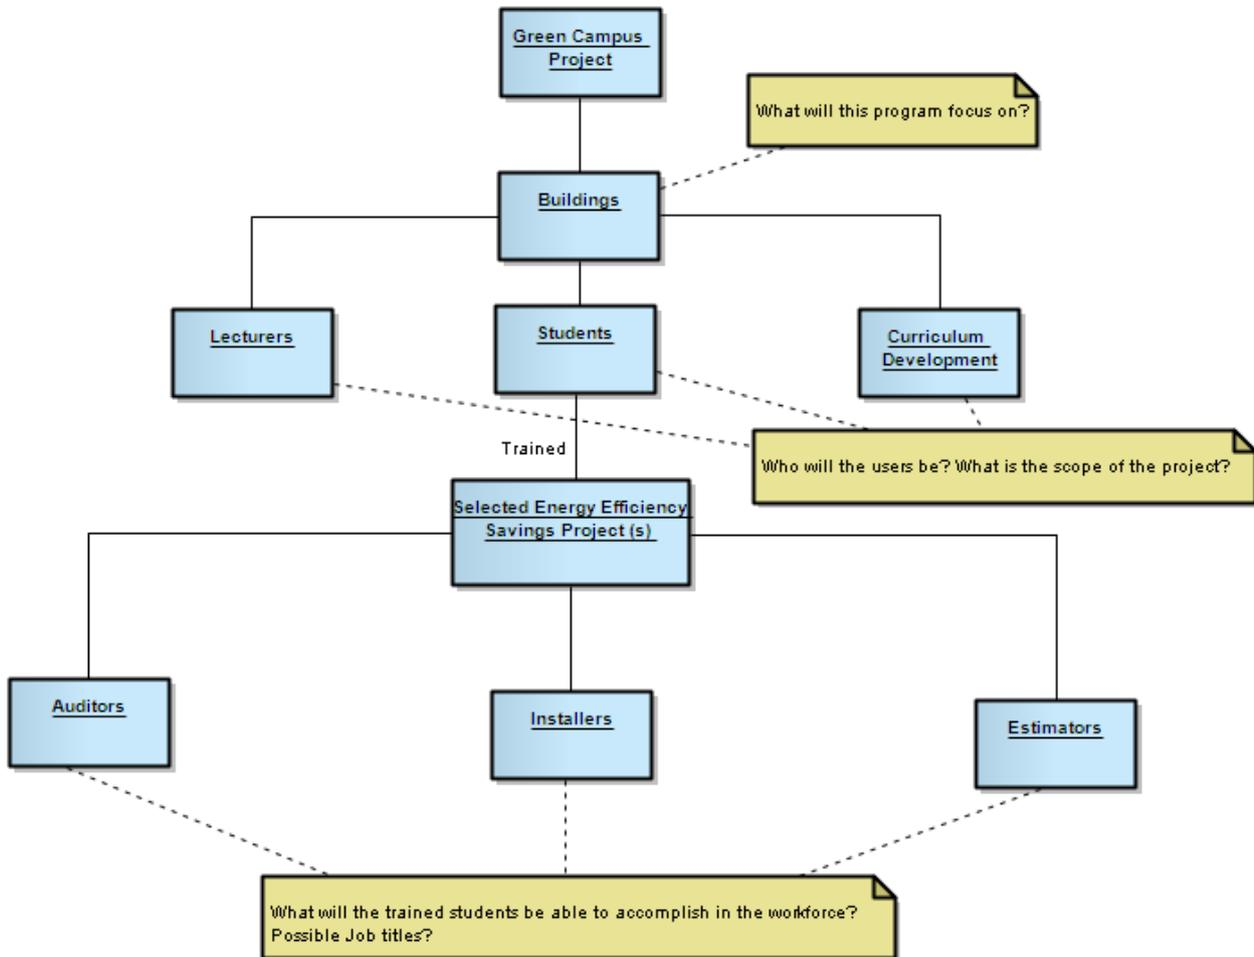 Green Campus
Project
What will this program focus on?
Buildings
Lecturers
Students
Curriculum
Development
Trained
Who will the users be? What is the scope of the project?
Selected Energy Efficiency
Savings Project (s)
Auditors
Installers
Estimators
What will the trained students be able to accomplish in the workforce?
Possible Job titles?